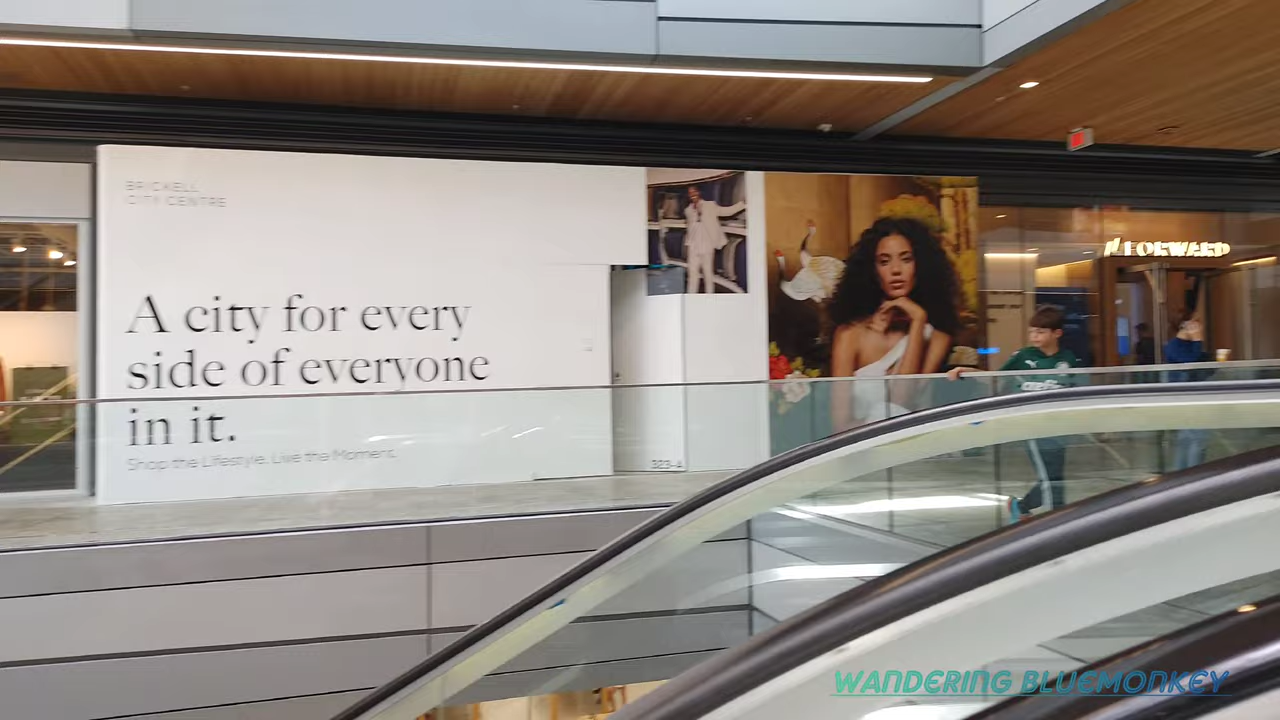 BRICKELL
CITY CENTRE
A city for every
side of everyone
in it.
Shop the Lifestyle. Live the Moment.
323-A
FORWARD
WANDERING BLUEMONKEY